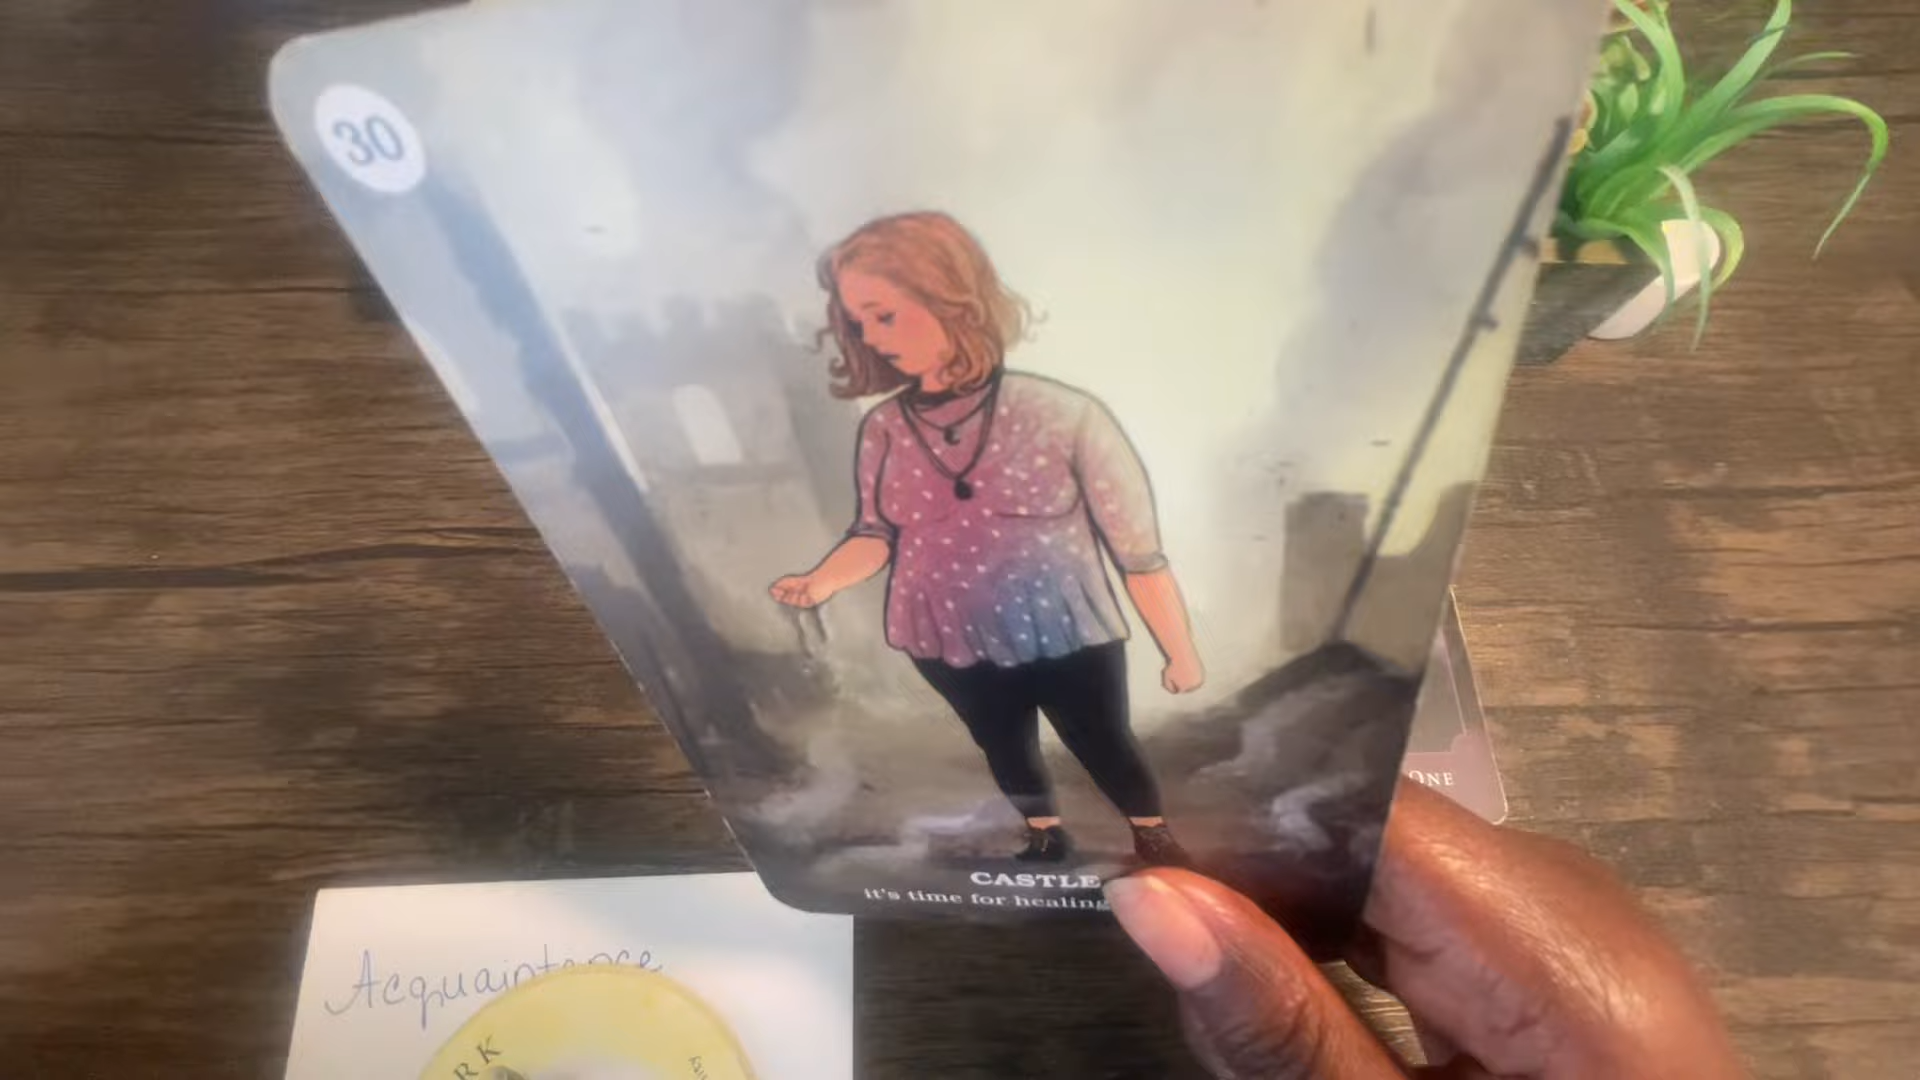 30
CASTLE
it's time for healing
ONE
Acquaintance
RK